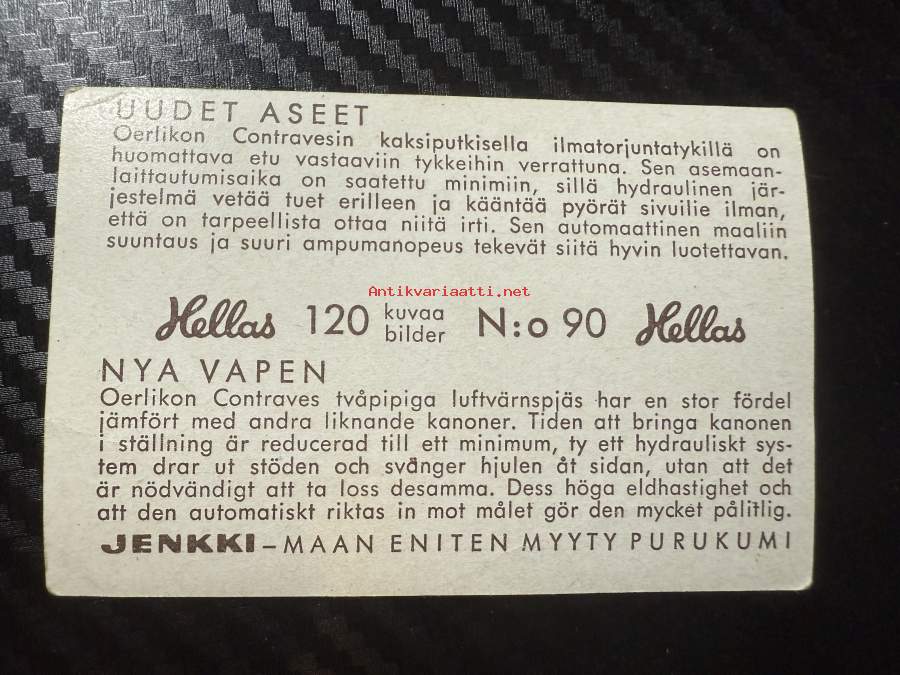 UUDET ASEET
Oerlikon Contravesin kaksiputkisella ilmatorjuntatykillä on
huomattava etu vastaaviin tykkeihin verrattuna. Sen asemaan-
laittautumisaika on saatettu minimiin, sillä hydraulinen jär-
jestelmä vetää tuet erilleen ja kääntää pyörät sivuilie ilman,
että on tarpeellista ottaa niitä irti. Sen automaattinen maaliin
suuntaus ja suuri ampumanopeus tekevät siitä hyvin luotettavan.
Antikvariaatti.net
Hellas 120 kuvaa bilder N:o 90 Hellas
NYA VAPEN
Oerlikon Contraves tvåpipiga luftvärnspjäs har en stor fördel
jämfört med andra liknande kanoner. Tiden att bringa kanonen
i ställning är reducerad till ett minimum, ty ett hydrauliskt sys-
tem drar ut stöden och svänger hjulen åt sidan, utan att det
är nödvändigt att ta loss desamma. Dess höga eldhastighet och
att den automatiskt riktas in mot målet gör den mycket pålitlig.
JENKKI – MAAN ENITEN MYYTY PURUKUMI